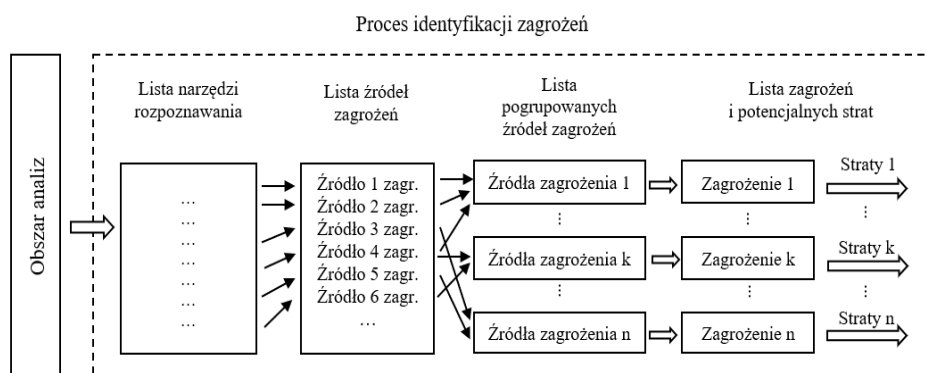 Proces identyfikacji zagrożeń
Obszar analiz
Lista narzędzi
rozpoznawania
...
...
...
...
...
...
Lista źródeł
zagrożeń
Źródło 1 zagr.
Źródło 2 zagr.
Źródło 3 zagr.
Źródło 4 zagr.
Źródło 5 zagr.
Źródło 6 zagr.
...
Lista
pogrupowanych
źródeł zagrożeń
Źródła zagrożenia 1
⋮
Źródła zagrożenia k
⋮
Źródła zagrożenia n
Lista zagrożeń
i potencjalnych strat
Zagrożenie 1
⋮
Zagrożenie k
⋮
Zagrożenie n
Straty 1
⋮
Straty k
⋮
Straty n